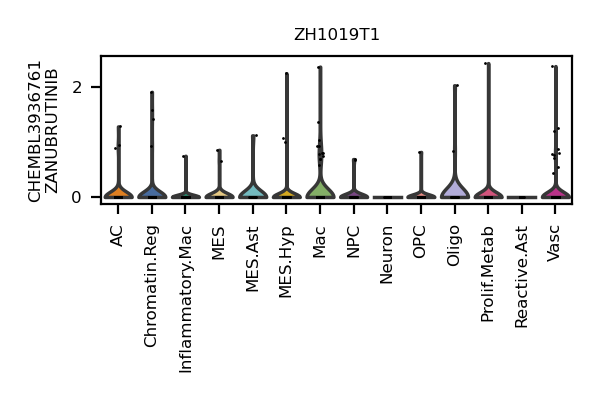 ZH1019T1
CHEMBL3936761
ZANUBRUTINIB
2
0
AC
Chromatin.Reg
Inflammatory.Mac
MES
MES.Ast
MES.Hyp
Mac
NPC
Neuron
OPC
Oligo
Prolif.Metab
Reactive.Ast
Vasc